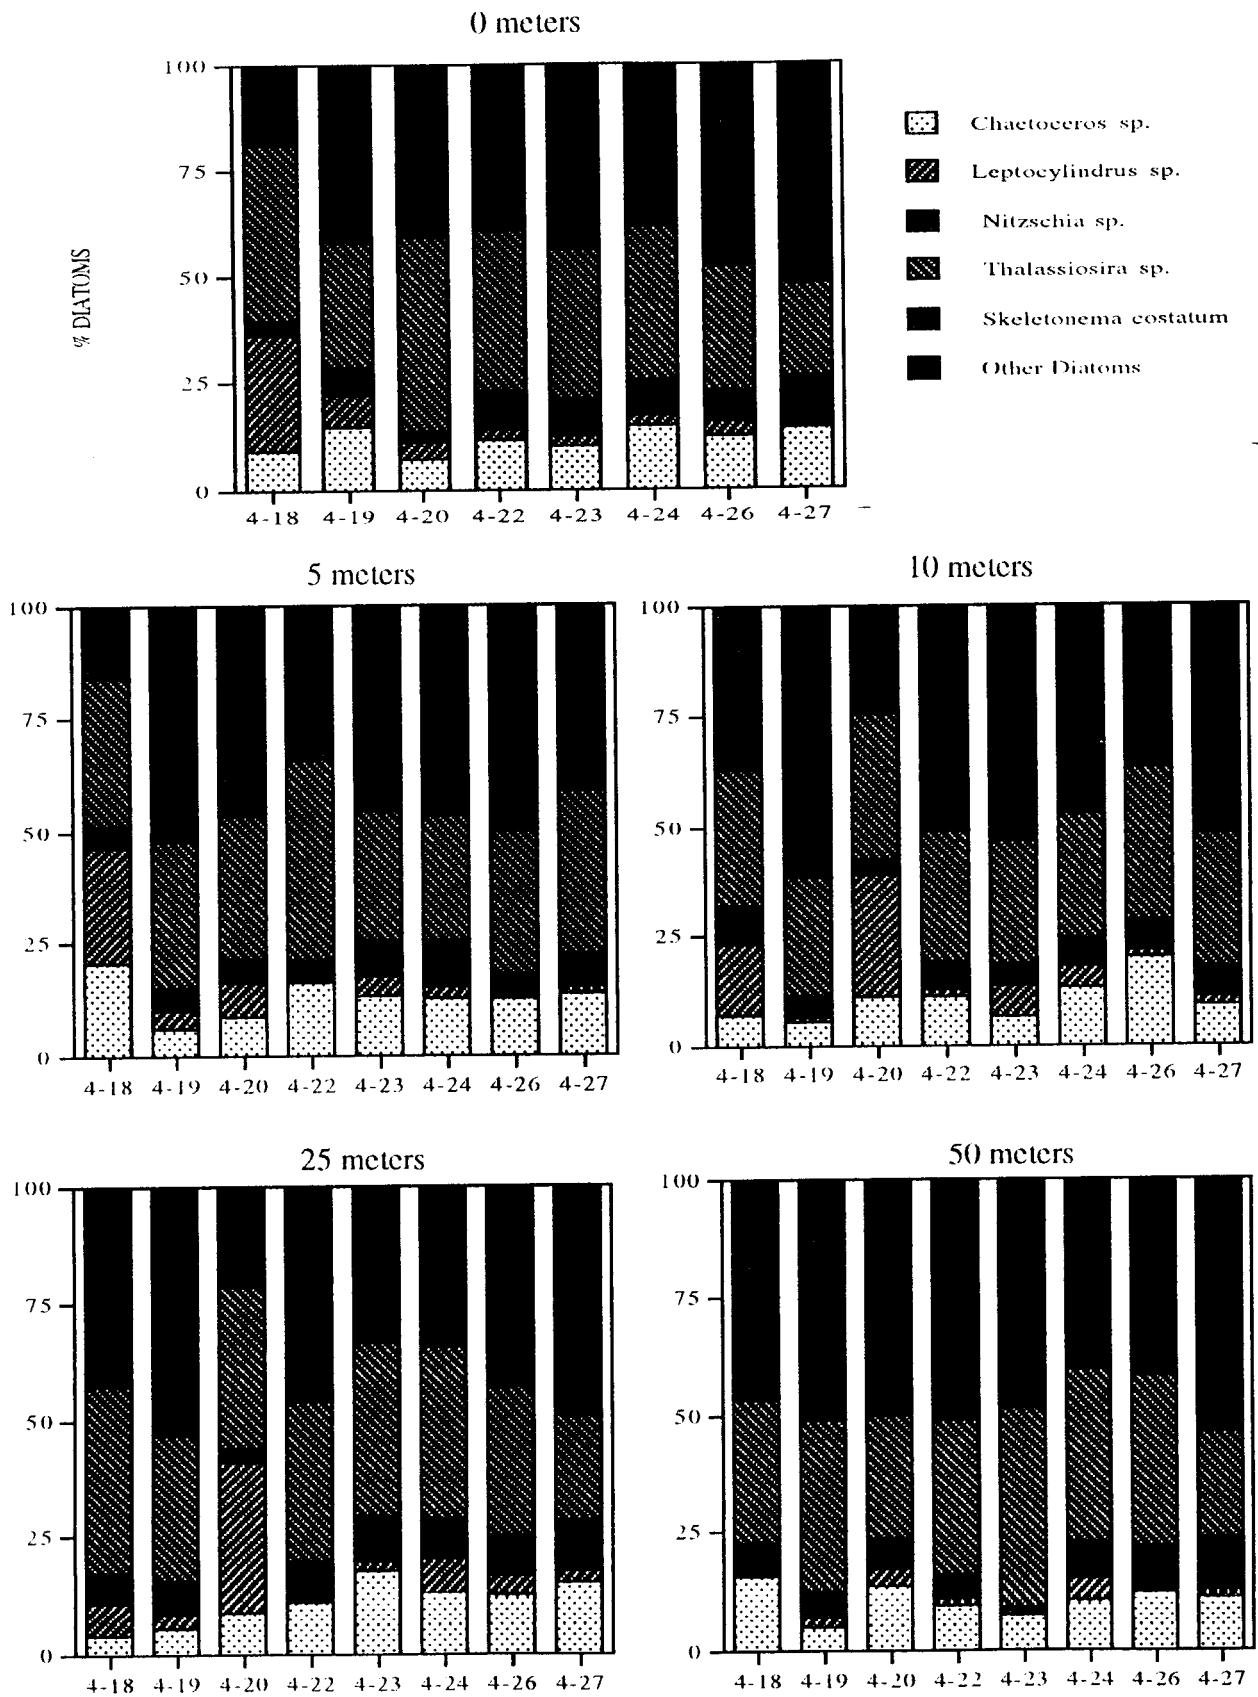 0 meters
100
75
50
25
0
% DIATOMS
4-18 4-19 4-20 4-22 4-23 4-24 4-26 4-27
Chaetoceros sp.
Leptocylindrus sp.
Nitzschia sp.
Thalassiosira sp.
Skeletonema costatum
Other Diatoms
5 meters
100
75
50
25
0
4-18 4-19 4-20 4-22 4-23 4-24 4-26 4-27
10 meters
100
75
50
25
0
4-18 4-19 4-20 4-22 4-23 4-24 4-26 4-27
25 meters
100
75
50
25
0
4-18 4-19 4-20 4-22 4-23 4-24 4-26 4-27
50 meters
100
75
50
25
0
4-18 4-19 4-20 4-22 4-23 4-24 4-26 4-27